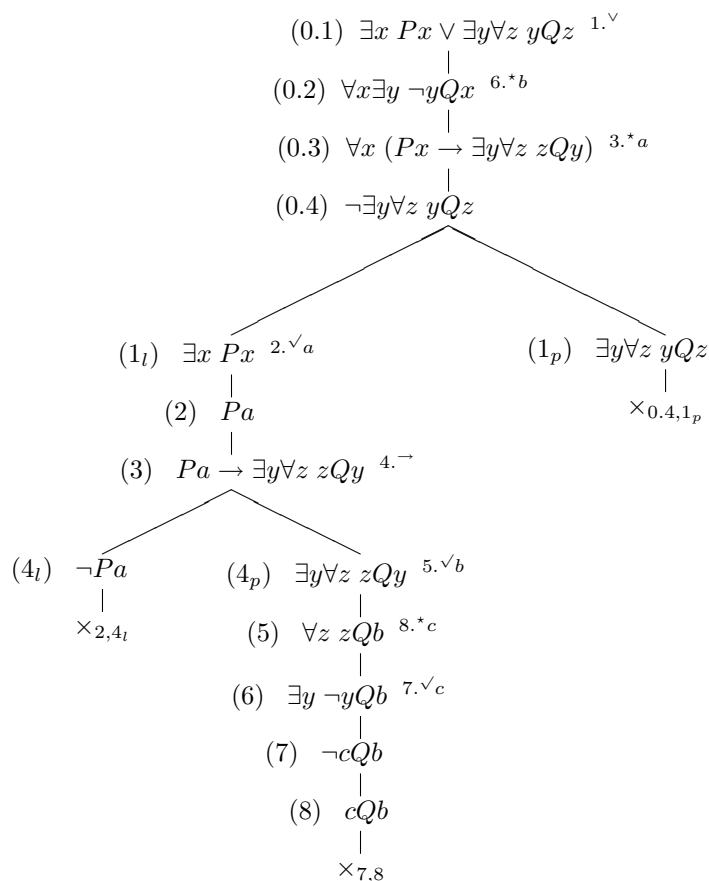 (0.1) ∃x Px ∨ ∃y∀z yQz 1.∨
(0.2) ∀x∃y ¬yQx 6.⋆b
(0.3) ∀x (Px → ∃y∀z zQy) 3.⋆a
(0.4) ¬∃y∀z yQz
(1ₗ) ∃x Px 2.√a
(1ₚ) ∃y∀z yQz
(2) Pa
×0.4,1ₚ
(3) Pa → ∃y∀z zQy 4.→
(4ₗ) ¬Pa
(4ₚ) ∃y∀z zQy 5.√b
×2,4ₗ
(5) ∀z zQb 8.⋆c
(6) ∃y ¬yQb 7.√c
(7) ¬cQb
(8) cQb
×7,8